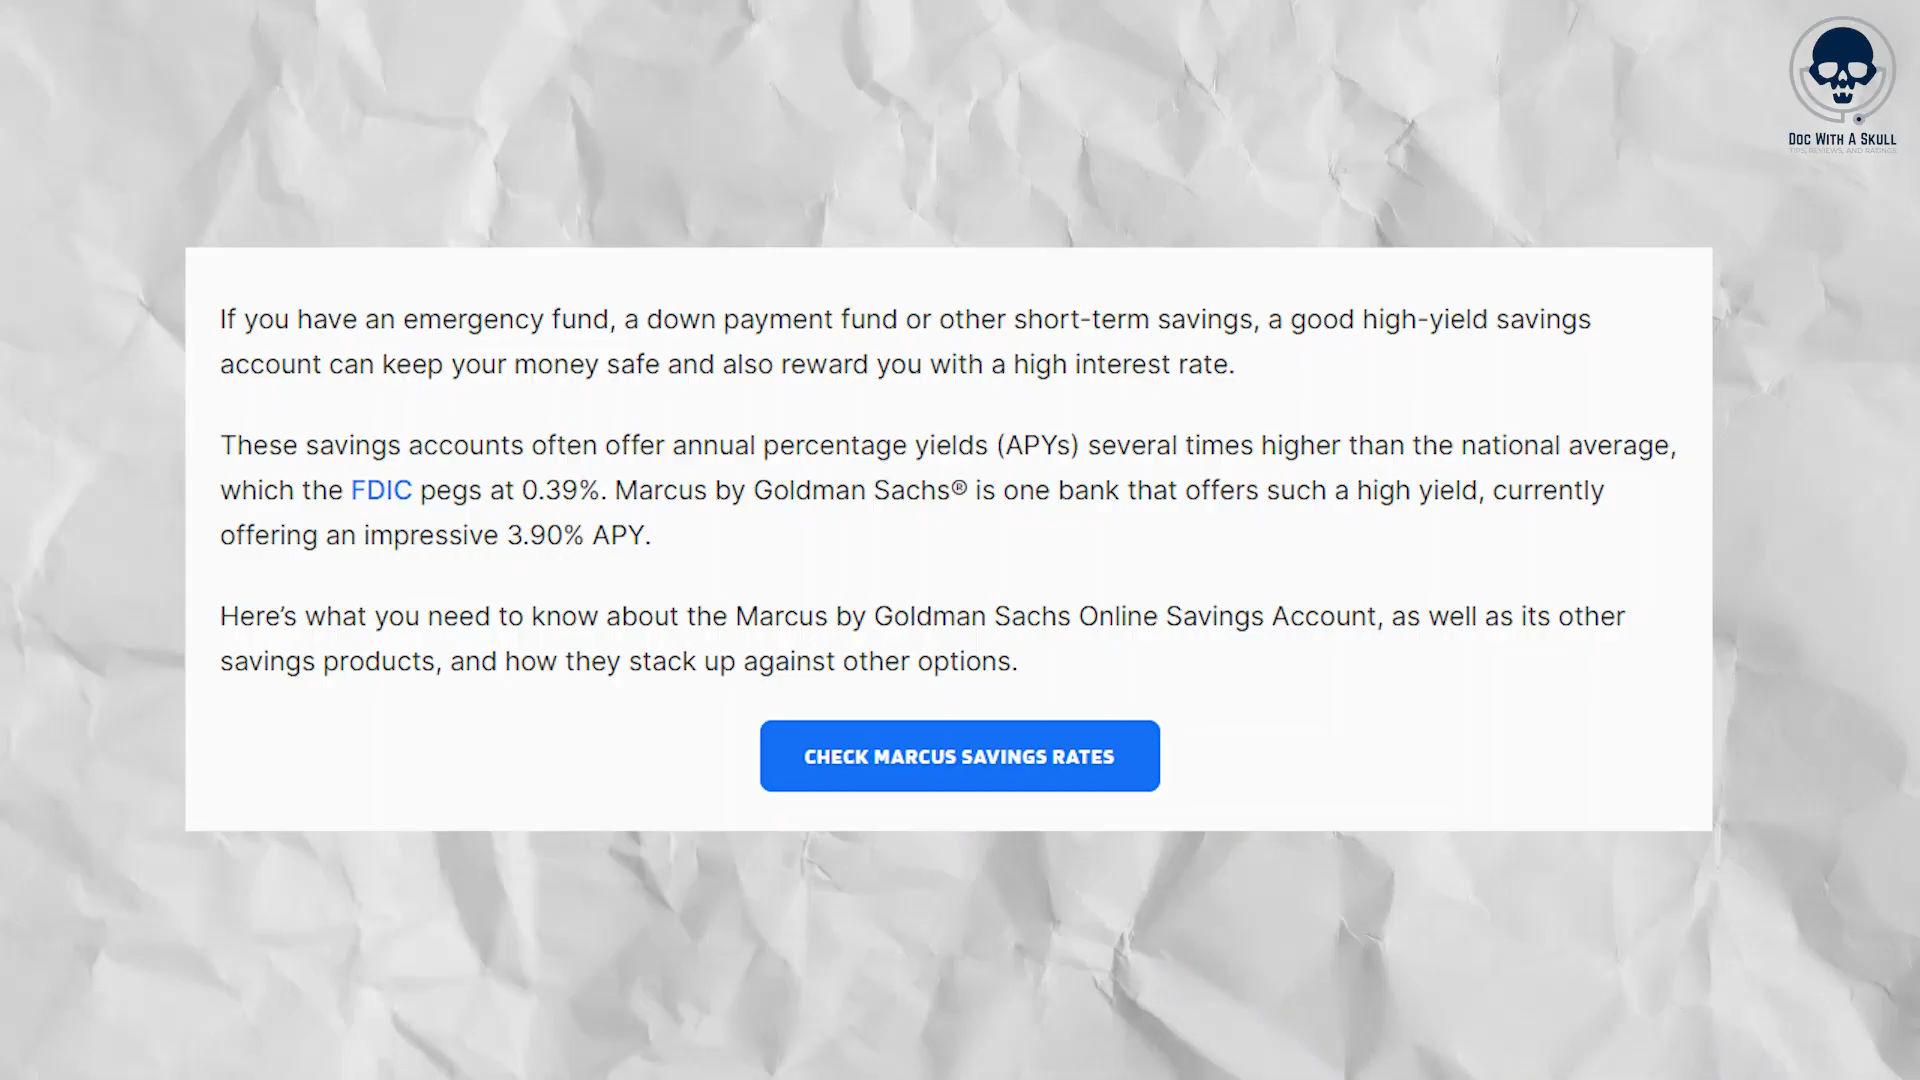 DOC WITH A SKULL
TIPS, REVIEWS, AND RATINGS
If you have an emergency fund, a down payment fund or other short-term savings, a good high-yield savings
account can keep your money safe and also reward you with a high interest rate.
These savings accounts often offer annual percentage yields (APYs) several times higher than the national average,
which the FDIC pegs at 0.39%. Marcus by Goldman Sachs® is one bank that offers such a high yield, currently
offering an impressive 3.90% APY.
Here’s what you need to know about the Marcus by Goldman Sachs Online Savings Account, as well as its other
savings products, and how they stack up against other options.
CHECK MARCUS SAVINGS RATES